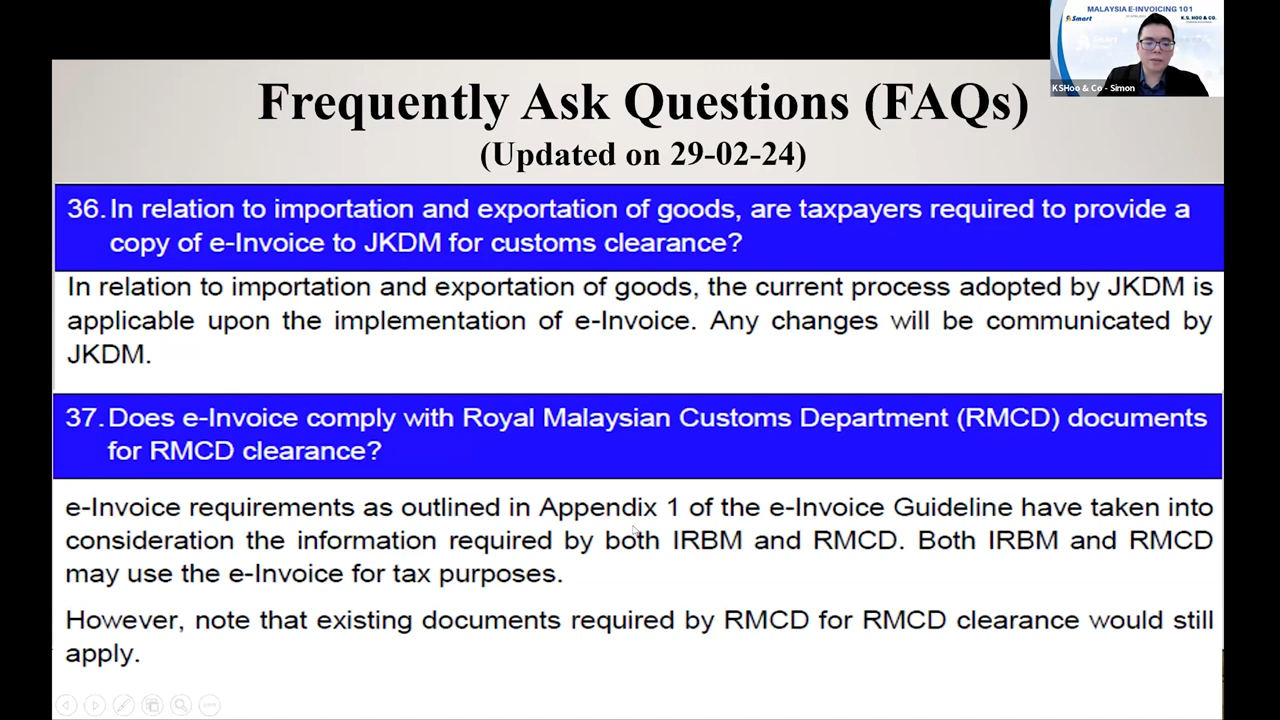 MALAYSIA E-INVOICING 101
Smart
K.S. HOO & CO.
KSHoo & Co - Simon
Frequently Ask Questions (FAQs)
(Updated on 29-02-24)
36. In relation to importation and exportation of goods, are taxpayers required to provide a
copy of e-Invoice to JKDM for customs clearance?
In relation to importation and exportation of goods, the current process adopted by JKDM is
applicable upon the implementation of e-Invoice. Any changes will be communicated by
JKDM.
37. Does e-Invoice comply with Royal Malaysian Customs Department (RMCD) documents
for RMCD clearance?
e-Invoice requirements as outlined in Appendix 1 of the e-Invoice Guideline have taken into
consideration the information required by both IRBM and RMCD. Both IRBM and RMCD
may use the e-Invoice for tax purposes.
However, note that existing documents required by RMCD for RMCD clearance would still
apply.